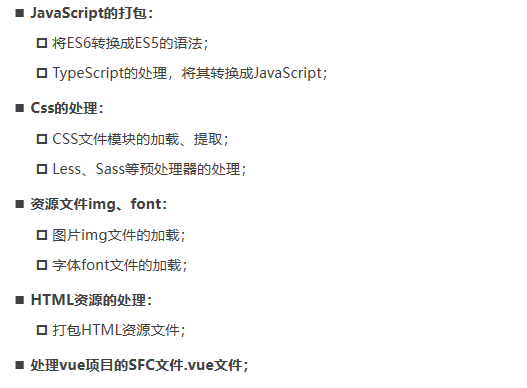 ■ JavaScript的打包：
□ 将ES6转换成ES5的语法；
□ TypeScript的处理，将其转换成JavaScript；
■ Css的处理：
□ CSS文件模块的加载、提取；
□ Less、Sass等预处理器的处理；
■ 资源文件img、font：
□ 图片img文件的加载；
□ 字体font文件的加载；
■ HTML资源的处理：
□ 打包HTML资源文件；
■ 处理vue项目的SFC文件.vue文件；